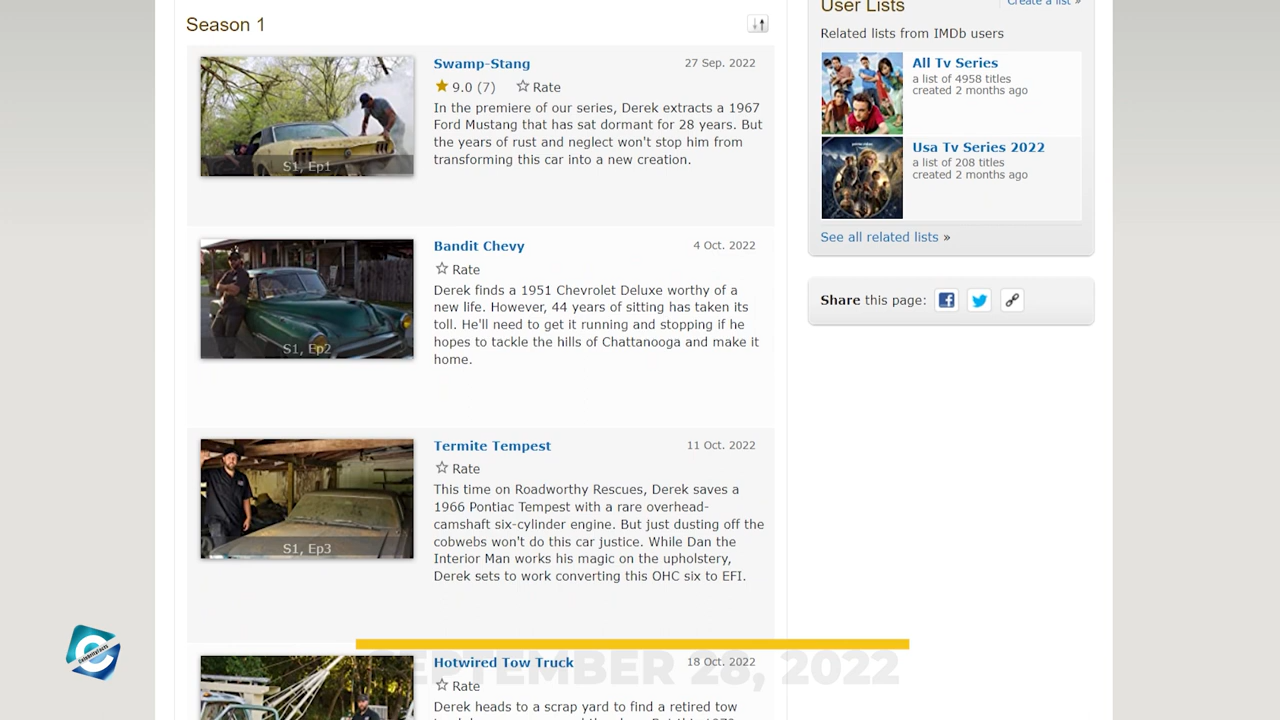 Season 1
Swamp-Stang
27 Sep. 2022
9.0 (7) Rate
In the premiere of our series, Derek extracts a 1967
Ford Mustang that has sat dormant for 28 years. But
the years of rust and neglect won't stop him from
transforming this car into a new creation.
S1, Ep1
Bandit Chevy
4 Oct. 2022
Rate
Derek finds a 1951 Chevrolet Deluxe worthy of a
new life. However, 44 years of sitting has taken its
toll. He'll need to get it running and stopping if he
hopes to tackle the hills of Chattanooga and make it
home.
S1, Ep2
Termite Tempest
11 Oct. 2022
Rate
This time on Roadworthy Rescues, Derek saves a
1966 Pontiac Tempest with a rare overhead-
camshaft six-cylinder engine. But just dusting off the
cobwebs won't do this car justice. While Dan the
Interior Man works his magic on the upholstery,
Derek sets to work converting this OHC six to EFI.
S1, Ep3
Hotwired Tow Truck
18 Oct. 2022
Rate
Derek heads to a scrap yard to find a retired tow
User Lists
Create a list »
Related lists from IMDb users
All Tv Series
a list of 4958 titles
created 2 months ago
Usa Tv Series 2022
a list of 208 titles
created 2 months ago
See all related lists »
Share this page:
SEPTEMBER 28, 2022